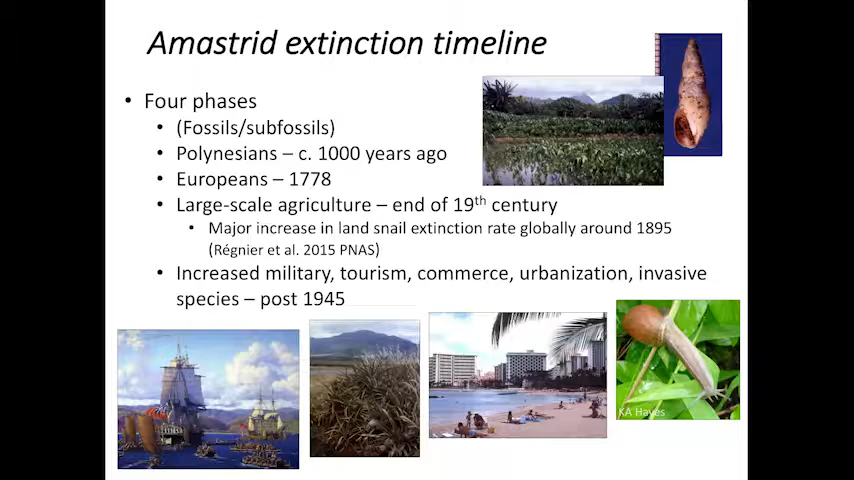 Amastrid extinction timeline
• Four phases
• (Fossils/subfossils)
• Polynesians – c. 1000 years ago
• Europeans – 1778
• Large-scale agriculture – end of 19th century
• Major increase in land snail extinction rate globally around 1895
(Régnier et al. 2015 PNAS)
• Increased military, tourism, commerce, urbanization, invasive
species – post 1945
KA Hayes